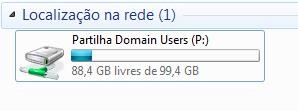 Localização na rede (1)
Partilha Domain Users (P:)
88,4 GB livres de 99,4 GB